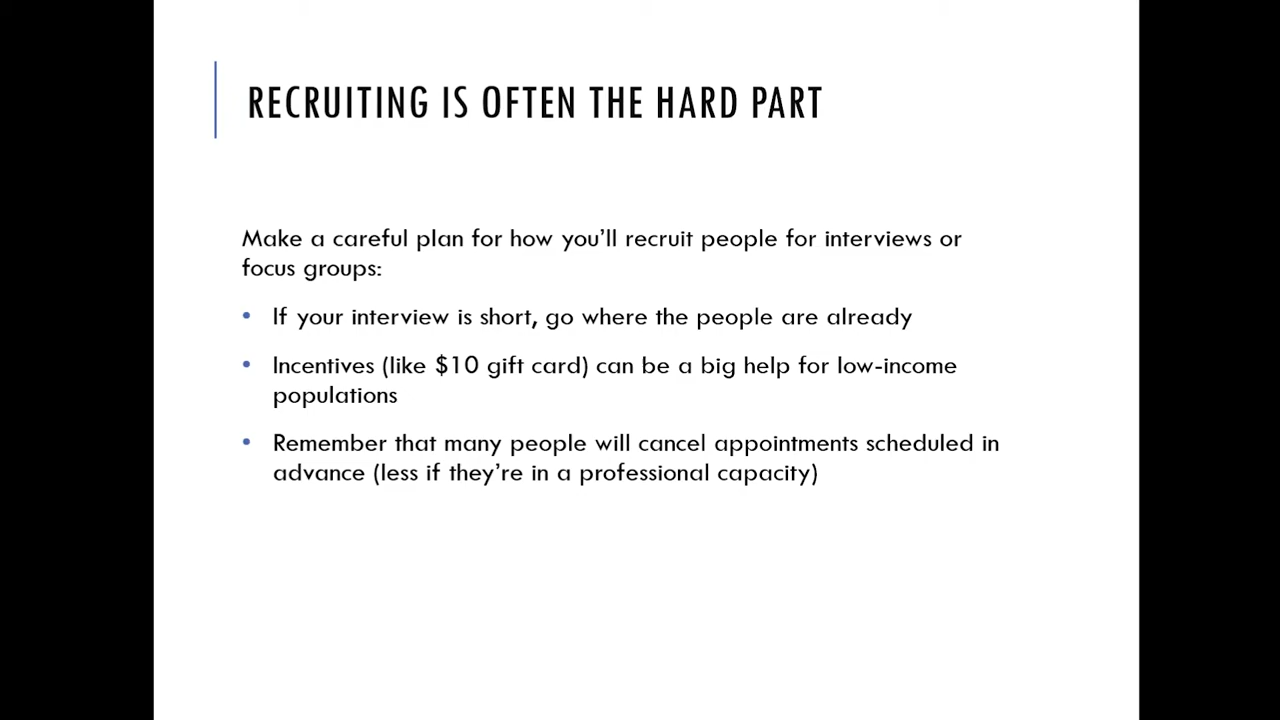 RECRUITING IS OFTEN THE HARD PART
Make a careful plan for how you’ll recruit people for interviews or
focus groups:
• If your interview is short, go where the people are already
• Incentives (like $10 gift card) can be a big help for low-income
populations
• Remember that many people will cancel appointments scheduled in
advance (less if they’re in a professional capacity)